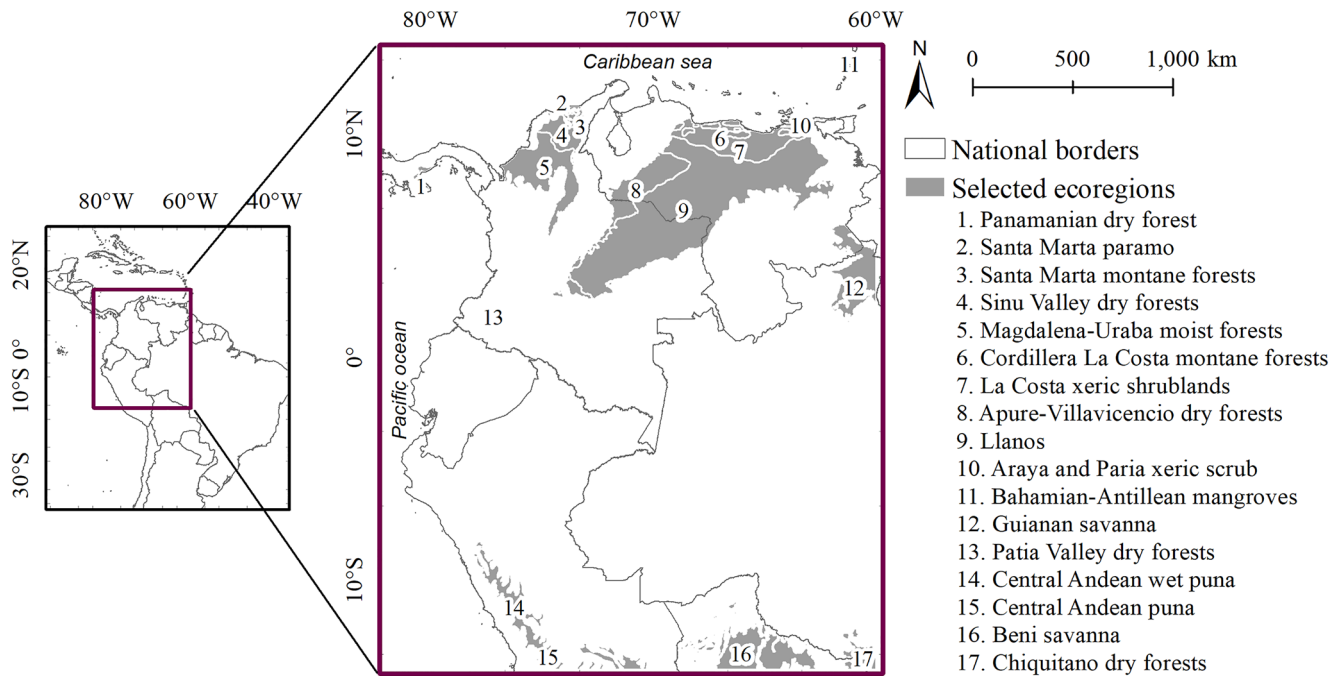 80°W 70°W 60°W
Caribbean sea
11
N
0 500 1,000 km
10°N
2
3
4
5
1
6
7
8
9
10
12
13
0°
Pacific ocean
10°S
14
15
16
17
80°W 60°W 40°W
20°N
0°
10°S
30°S
National borders
Selected ecoregions
1. Panamanian dry forest
2. Santa Marta paramo
3. Santa Marta montane forests
4. Sinu Valley dry forests
5. Magdalena-Uraba moist forests
6. Cordillera La Costa montane forests
7. La Costa xeric shrublands
8. Apure-Villavicencio dry forests
9. Llanos
10. Araya and Paria xeric scrub
11. Bahamian-Antillean mangroves
12. Guianan savanna
13. Patia Valley dry forests
14. Central Andean wet puna
15. Central Andean puna
16. Beni savanna
17. Chiquitano dry forests